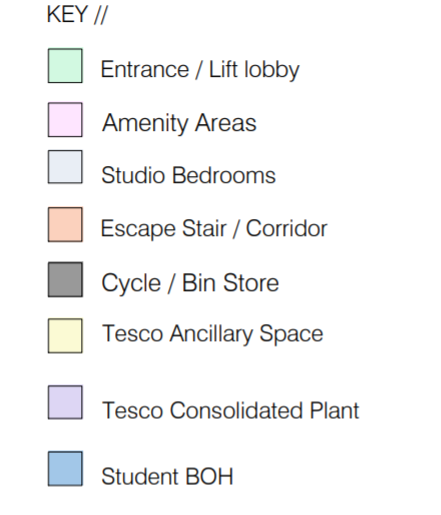 KEY //
Entrance / Lift lobby
Amenity Areas
Studio Bedrooms
Escape Stair / Corridor
Cycle / Bin Store
Tesco Ancillary Space
Tesco Consolidated Plant
Student BOH